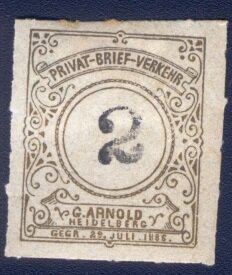 PRIVAT-BRIEF-VERKEHR
2
G. ARNOLD
HEIDELBERG
GEGR. 29. JULI. 1886.